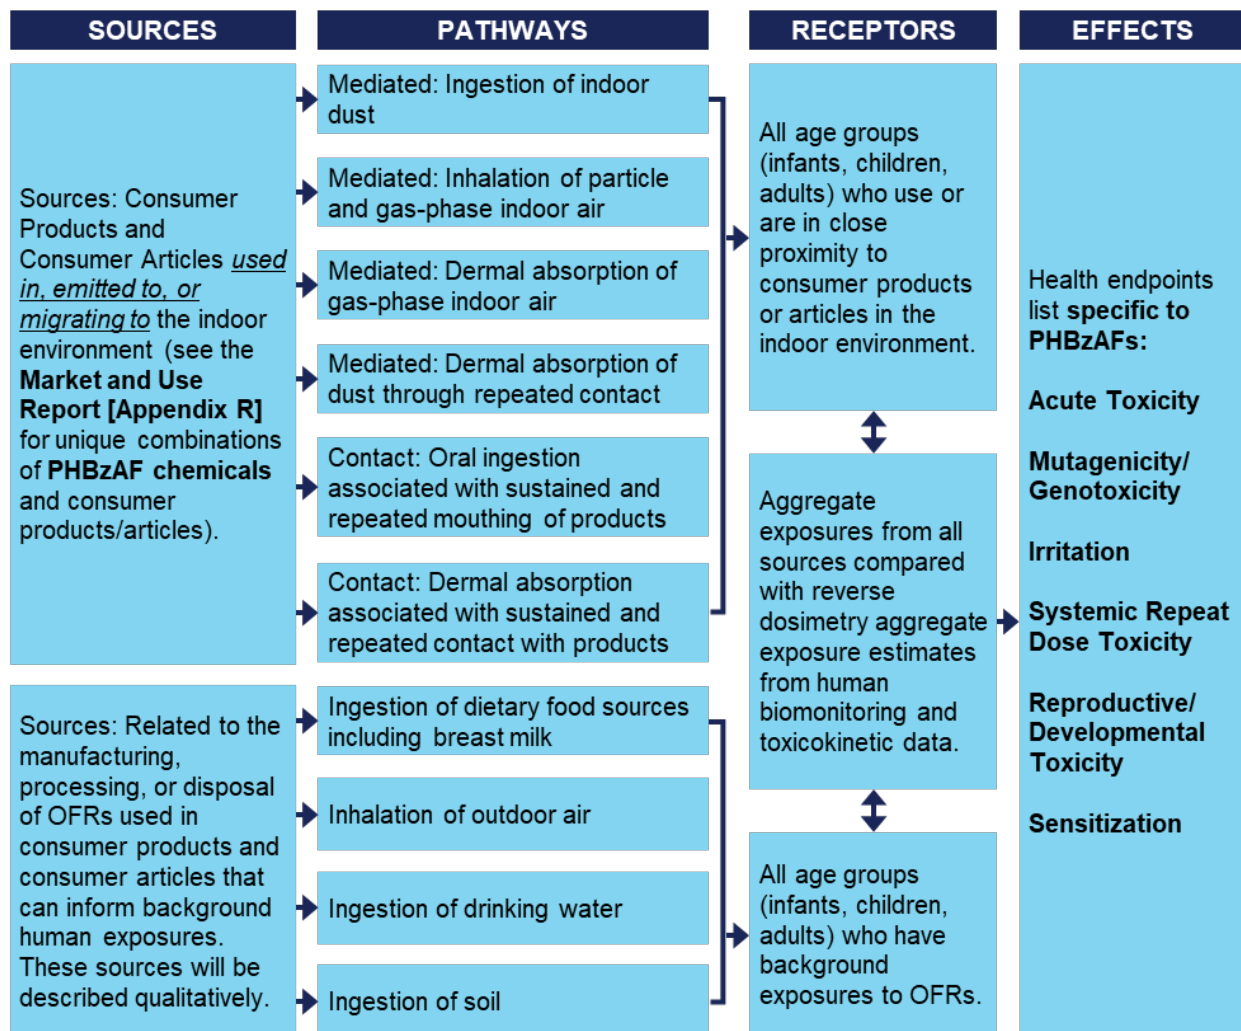 SOURCES
PATHWAYS
RECEPTORS
EFFECTS
Sources: Consumer
Products and
Consumer Articles used
in, emitted to, or
migrating to the indoor
environment (see the
Market and Use
Report [Appendix R]
for unique combinations
of PHBzAF chemicals
and consumer
products/articles).
Sources: Related to the
manufacturing,
processing, or disposal
of OFRs used in
consumer products and
consumer articles that
can inform background
human exposures.
These sources will be
described qualitatively.
Mediated: Ingestion of indoor
dust
Mediated: Inhalation of particle
and gas-phase indoor air
Mediated: Dermal absorption of
gas-phase indoor air
Mediated: Dermal absorption of
dust through repeated contact
Contact: Oral ingestion
associated with sustained and
repeated mouthing of products
Contact: Dermal absorption
associated with sustained and
repeated contact with products
Ingestion of dietary food sources
including breast milk
Inhalation of outdoor air
Ingestion of drinking water
Ingestion of soil
All age groups
(infants, children,
adults) who use or
are in close
proximity to
consumer products
or articles in the
indoor environment.
Aggregate
exposures from all
sources compared
with reverse
dosimetry aggregate
exposure estimates
from human
biomonitoring and
toxicokinetic data.
All age groups
(infants, children,
adults) who have
background
exposures to OFRs.
Health endpoints
list specific to
PHBzAFs:
Acute Toxicity
Mutagenicity/
Genotoxicity
Irritation
Systemic Repeat
Dose Toxicity
Reproductive/
Developmental
Toxicity
Sensitization